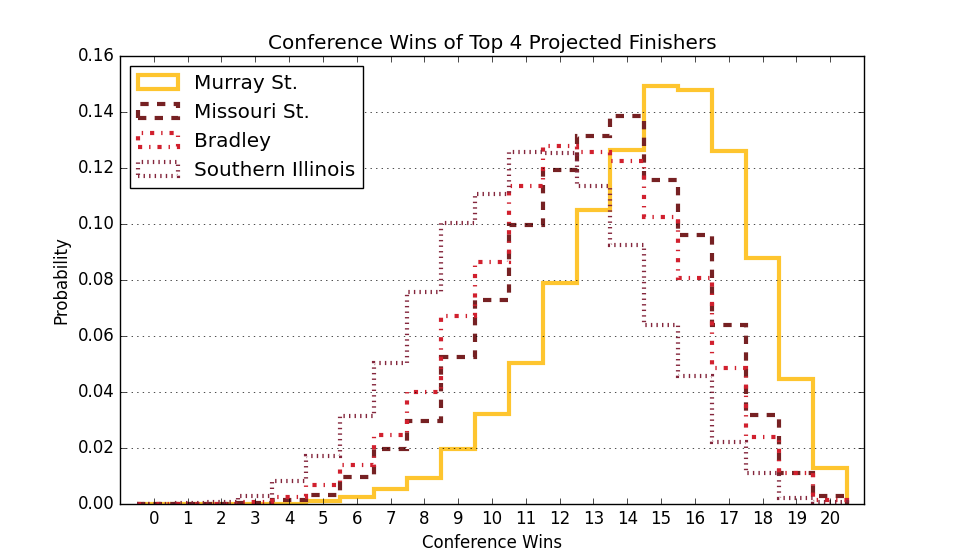 Conference Wins of Top 4 Projected Finishers
0.16
0.14
0.12
0.10
0.08
0.06
0.04
0.02
0.00
Probability
Murray St.
Missouri St.
Bradley
Southern Illinois
0 1 2 3 4 5 6 7 8 9 10 11 12 13 14 15 16 17 18 19 20
Conference Wins